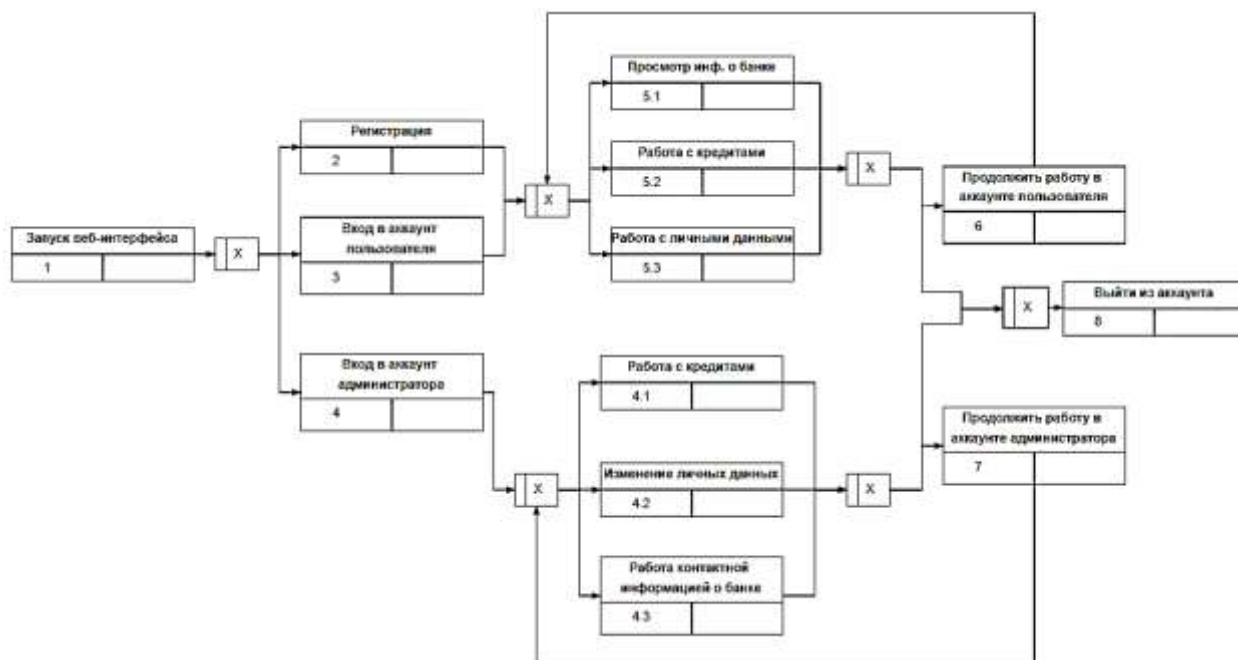 Просмотр инф. о банке
5.1
Регистрация
2
Работа с кредитами
5.2
X
X
Продолжить работу в
аккаунте пользователя
6
Запуск веб-интерфейса
1
X
Вход в аккаунт
пользователя
3
Работа с личными данными
5.3
X
Выйти из аккаунта
8
Вход в аккаунт
администратора
4
Работа с кредитами
4.1
Продолжить работу в
аккаунте администратора
7
X
Изменение личных данных
4.2
X
Работа контактной
информацией о банке
4.3